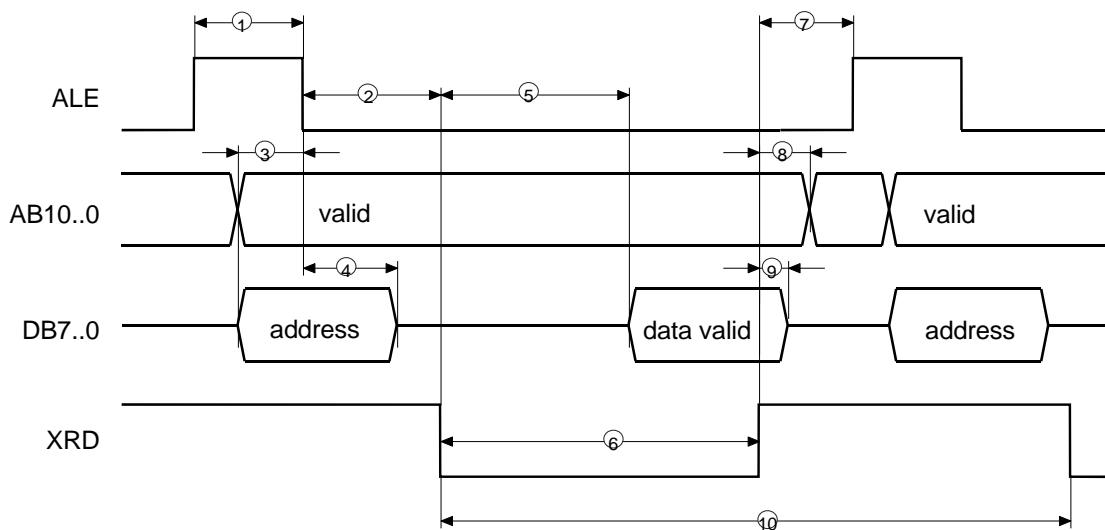 1 7
ALE 2 5
3 8
AB10..0 valid valid
4 9
DB7..0 address data valid address
XRD 6
10